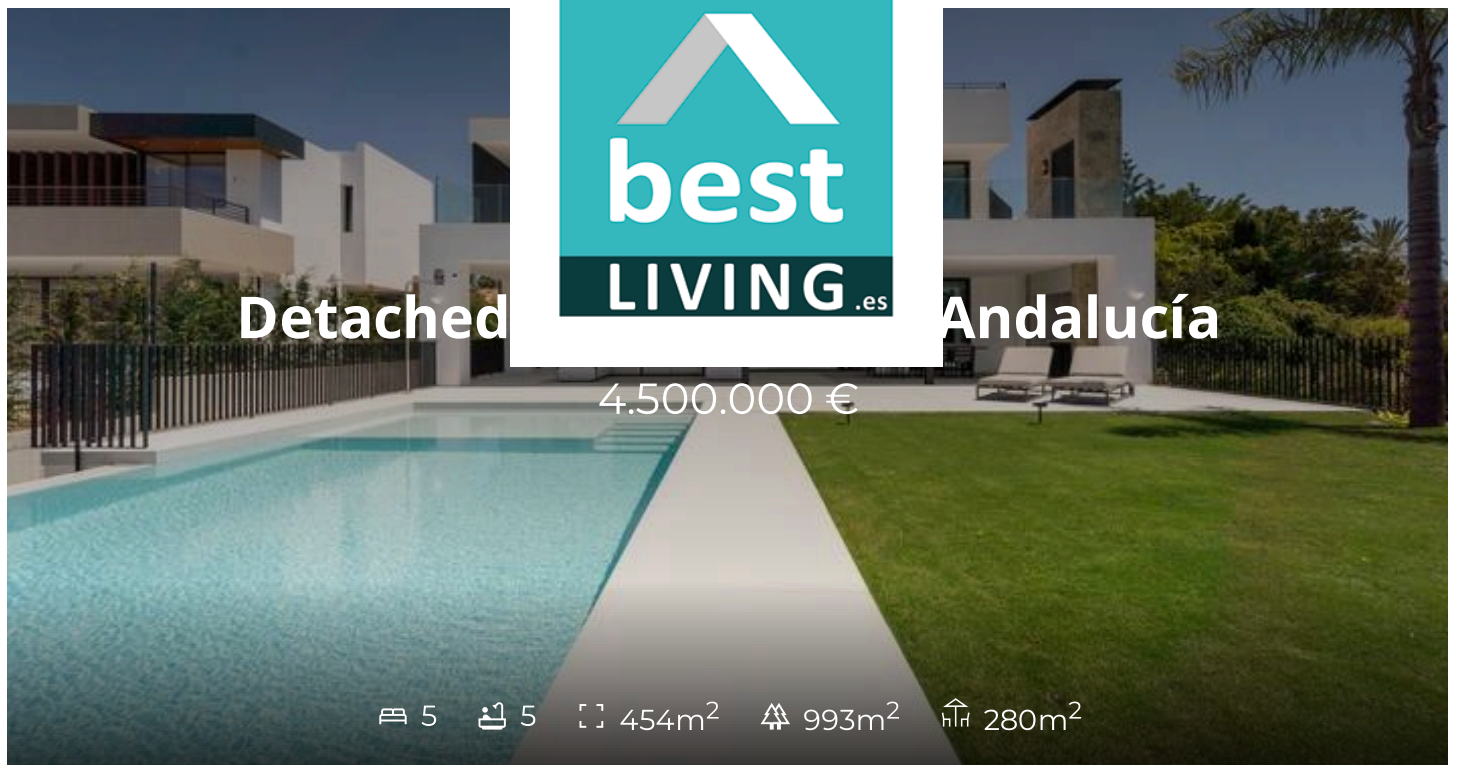 best
LIVING.es
Detached Andalucía
4.500.000 €
5 5 454m² 993m² 280m²